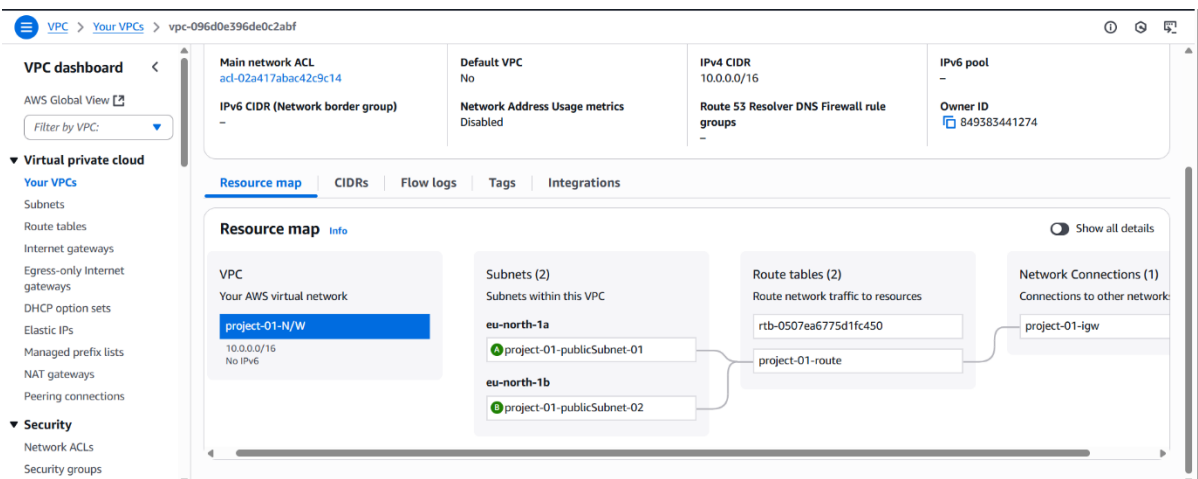 VPC > Your VPCs > vpc-096d0e396de0c2abf
VPC dashboard
AWS Global View
Filter by VPC:
Virtual private cloud
Your VPCs
Subnets
Route tables
Internet gateways
Egress-only Internet
gateways
DHCP option sets
Elastic IPs
Managed prefix lists
NAT gateways
Peering connections
Security
Network ACLs
Security groups
Main network ACL
acl-02a417abac42c9c14
Default VPC
No
IPv4 CIDR
10.0.0.0/16
IPv6 pool
–
IPv6 CIDR (Network border group)
–
Network Address Usage metrics
Disabled
Route 53 Resolver DNS Firewall rule
groups
–
Owner ID
849383441274
Resource map
CIDRs
Flow logs
Tags
Integrations
Resource map Info
Show all details
VPC
Your AWS virtual network
project-01-N/W
10.0.0.0/16
No IPv6
Subnets (2)
Subnets within this VPC
eu-north-1a
A project-01-publicSubnet-01
eu-north-1b
B project-01-publicSubnet-02
Route tables (2)
Route network traffic to resources
rtb-0507ea6775d1fc450
project-01-route
Network Connections (1)
Connections to other network
project-01-igw